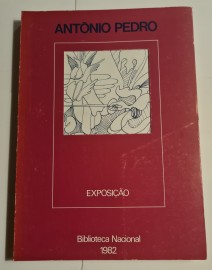 ANTÓNIO PEDRO
EXPOSIÇÃO
Biblioteca Nacional
1982